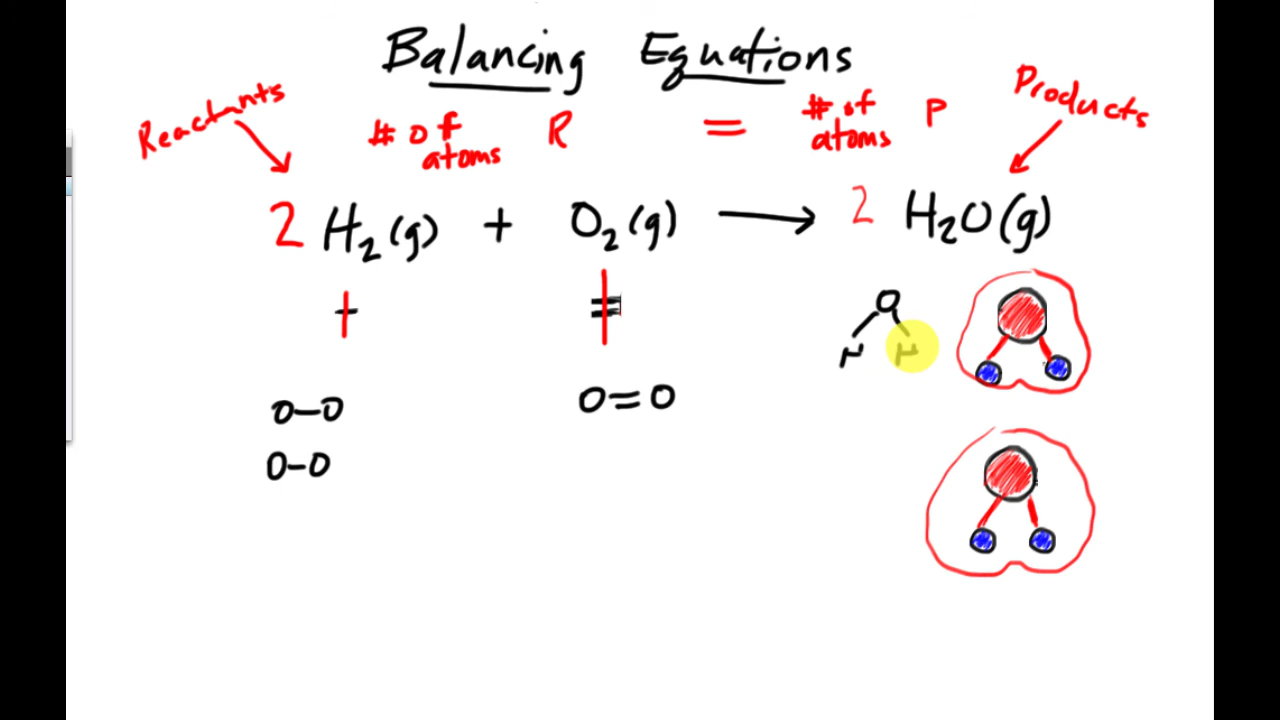 Balancing Equations
Reactants
# of atoms R = # of atoms P
Products
2 H₂(g) + O₂(g) → 2 H₂O(g)
O
H H
O–O
O=O
O–O